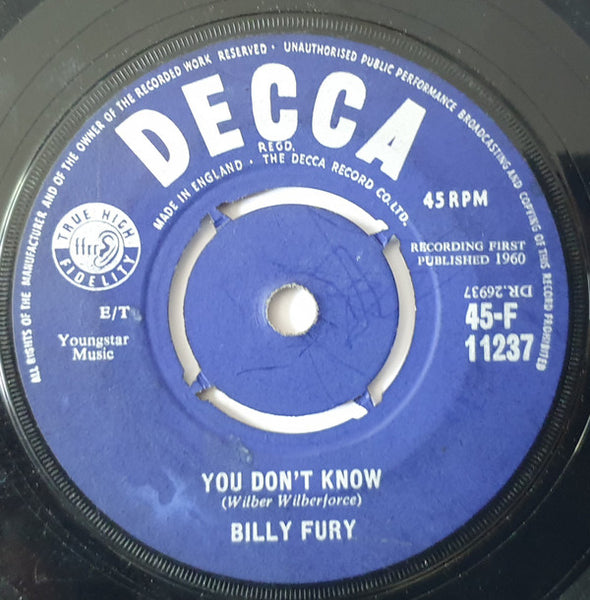 ALL RIGHTS OF THE MANUFACTURER AND OF THE OWNER OF THE RECORDED WORK RESERVED · UNAUTHORISED PUBLIC PERFORMANCE BROADCASTING AND COPYING OF THIS RECORD PROHIBITED
DECCA
REGD.
MADE IN ENGLAND · THE DECCA RECORD CO. LTD.
45 RPM
TRUE HIGH
ffrr
FIDELITY
RECORDING FIRST
PUBLISHED 1960
E/T
DR·26937
Youngstar
Music
45-F
11237
YOU DON'T KNOW
(Wilber Wilberforce)
BILLY FURY